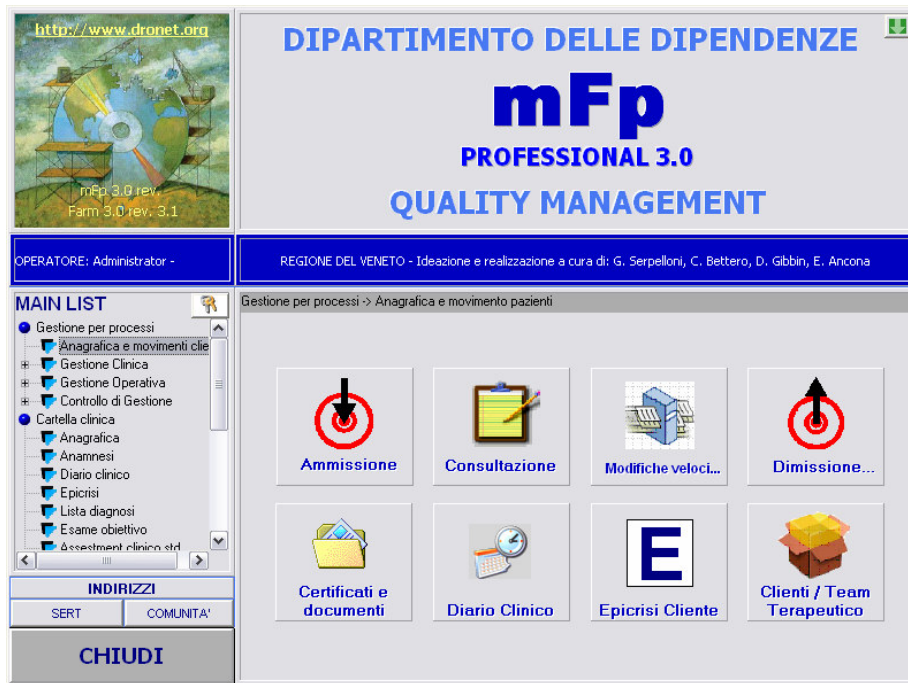 http://www.dronet.org
mFp 3.0 rev.
Farm 3.0 rev. 3.1
DIPARTIMENTO DELLE DIPENDENZE
mFp
PROFESSIONAL 3.0
QUALITY MANAGEMENT
OPERATORE: Administrator -
REGIONE DEL VENETO - Ideazione e realizzazione a cura di: G. Serpelloni, C. Bettero, D. Gibbin, E. Ancona
MAIN LIST
Gestione per processi
Anagrafica e movimenti clie
Gestione Clinica
Gestione Operativa
Controllo di Gestione
Cartella clinica
Anagrafica
Anamnesi
Diario clinico
Epicrisi
Lista diagnosi
Esame obiettivo
Assestment clinico std
INDIRIZZI
SERT
COMUNITA'
CHIUDI
Gestione per processi -> Anagrafica e movimento pazienti
Ammissione
Consultazione
Modifiche veloci...
Dimissione...
Certificati e
documenti
Diario Clinico
E
Epicrisi Cliente
Clienti / Team
Terapeutico